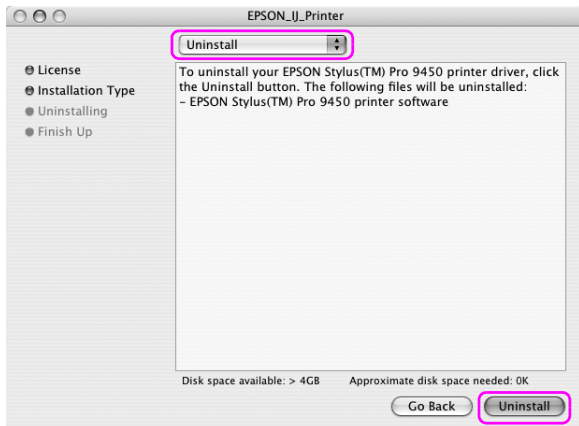 EPSON_IJ_Printer
Uninstall
License
Installation Type
Uninstalling
Finish Up
To uninstall your EPSON Stylus(TM) Pro 9450 printer driver, click
the Uninstall button. The following files will be uninstalled:
– EPSON Stylus(TM) Pro 9450 printer software
Disk space available: > 4GB Approximate disk space needed: 0K
Go Back Uninstall